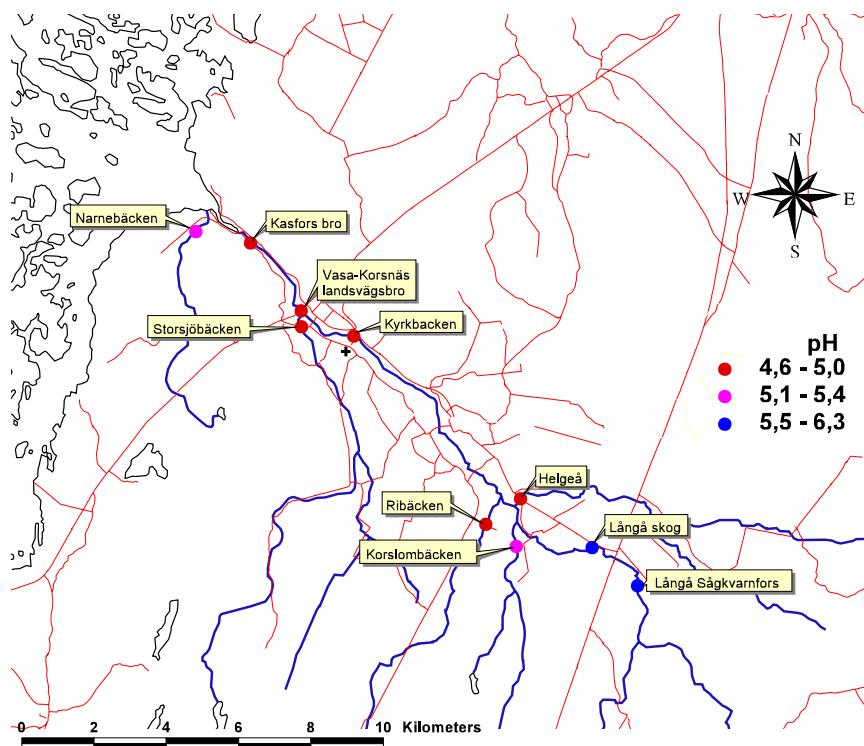 N
W
E
S
Narnebäcken
Kasfors bro
Vasa-Korsnäs
landsvägsbro
Storsjöbäcken
Kyrkbacken
pH
4,6 - 5,0
5,1 - 5,4
5,5 - 6,3
Helgeå
Ribäcken
Långå skog
Korslombäcken
Långå Sågkvarnfors
0 2 4 6 8 10 Kilometers